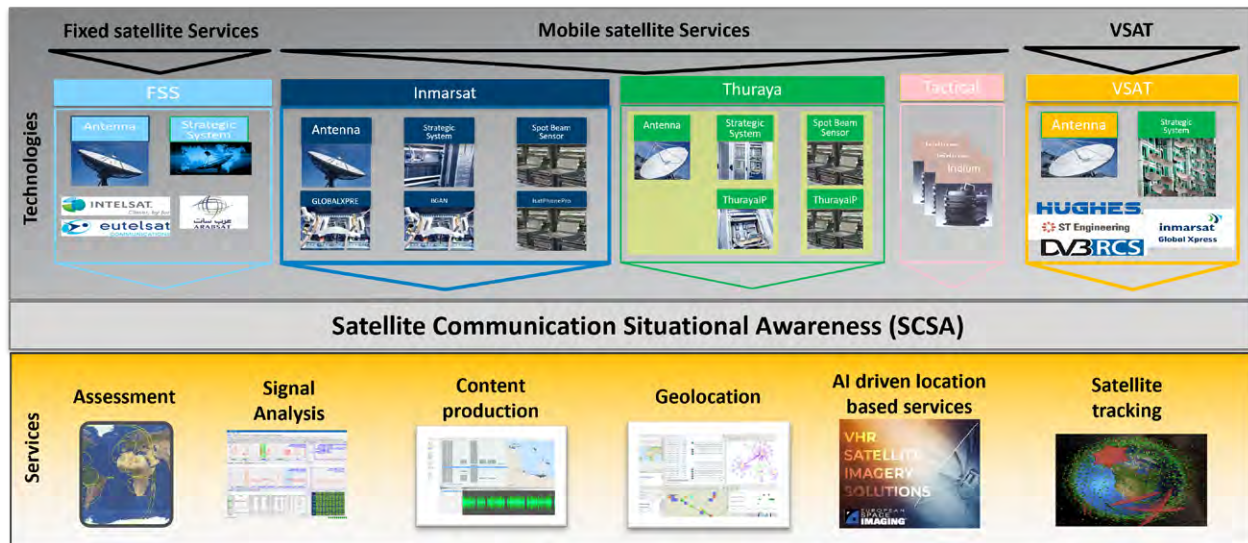 Fixed satellite Services
Mobile satellite Services
VSAT
Technologies
FSS
Antenna
Strategic
System
INTELSAT
eutelsat
COMMUNICATIONS
عرب سات
ARABSAT
Inmarsat
Antenna
Strategic
System
Spot Beam
Sensor
GLOBALXPRE
BGAN
IsatPhonePro
Thuraya
Antenna
Strategic
System
Spot Beam
Sensor
ThurayaIP
ThurayaIP
Tactical
Iridium
VSAT
Antenna
Strategic
System
HUGHES
ST Engineering
DVB RCS
inmarsat
Global Xpress
Satellite Communication Situational Awareness (SCSA)
Services
Assessment
Signal
Analysis
Content
production
Geolocation
AI driven location
based services
VHR
SATELLITE
IMAGERY
SOLUTIONS
EUROPEAN
SPACE
IMAGING
Satellite
tracking